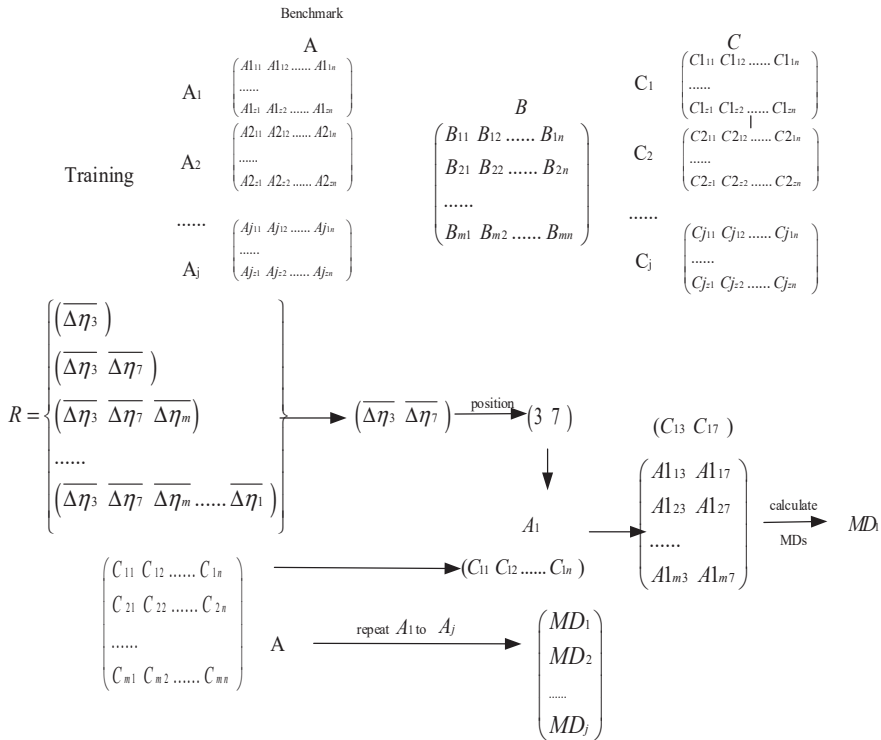 Benchmark
A
A₁
A1₁₁ A1₁₂ ...... A1₁ₙ
......
A1z₁ A1z₂ ...... A1zₙ
A₂
A2₁₁ A2₁₂ ...... A2₁ₙ
......
A2z₁ A2z₂ ...... A2zₙ
Training
......
Aj
Aj₁₁ Aj₁₂ ...... Aj₁ₙ
......
Ajz₁ Ajz₂ ...... Ajzₙ
B
B₁₁ B₁₂ ...... B₁ₙ
B₂₁ B₂₂ ...... B₂ₙ
......
Bₘ₁ Bₘ₂ ...... Bₘₙ
C
C₁
C1₁₁ C1₁₂ ...... C1₁ₙ
......
C1z₁ C1z₂ ...... C1zₙ
C₂
C2₁₁ C2₁₂ ...... C2₁ₙ
......
C2z₁ C2z₂ ...... C2zₙ
......
Cj
Cj₁₁ Cj₁₂ ...... Cj₁ₙ
......
Cjz₁ Cjz₂ ...... Cjzₙ
R =
(Δη₃)
(Δη₃ Δη₇)
(Δη₃ Δη₇ Δηₘ)
......
(Δη₃ Δη₇ Δηₘ ...... Δη₁)
(Δη₃ Δη₇)
position
(3 7)
A₁
(C₁₁ C₁₂ ...... C₁ₙ)
(C₁₃ C₁₇)
A1₁₃ A1₁₇
A1₂₃ A1₂₇
......
A1ₘ₃ A1ₘ₇
calculate
MDs
MD₁
C₁₁ C₁₂ ...... C₁ₙ
C₂₁ C₂₂ ...... C₂ₙ
......
Cₘ₁ Cₘ₂ ...... Cₘₙ
A
repeat A₁ to Aj
MD₁
MD₂
......
MDj